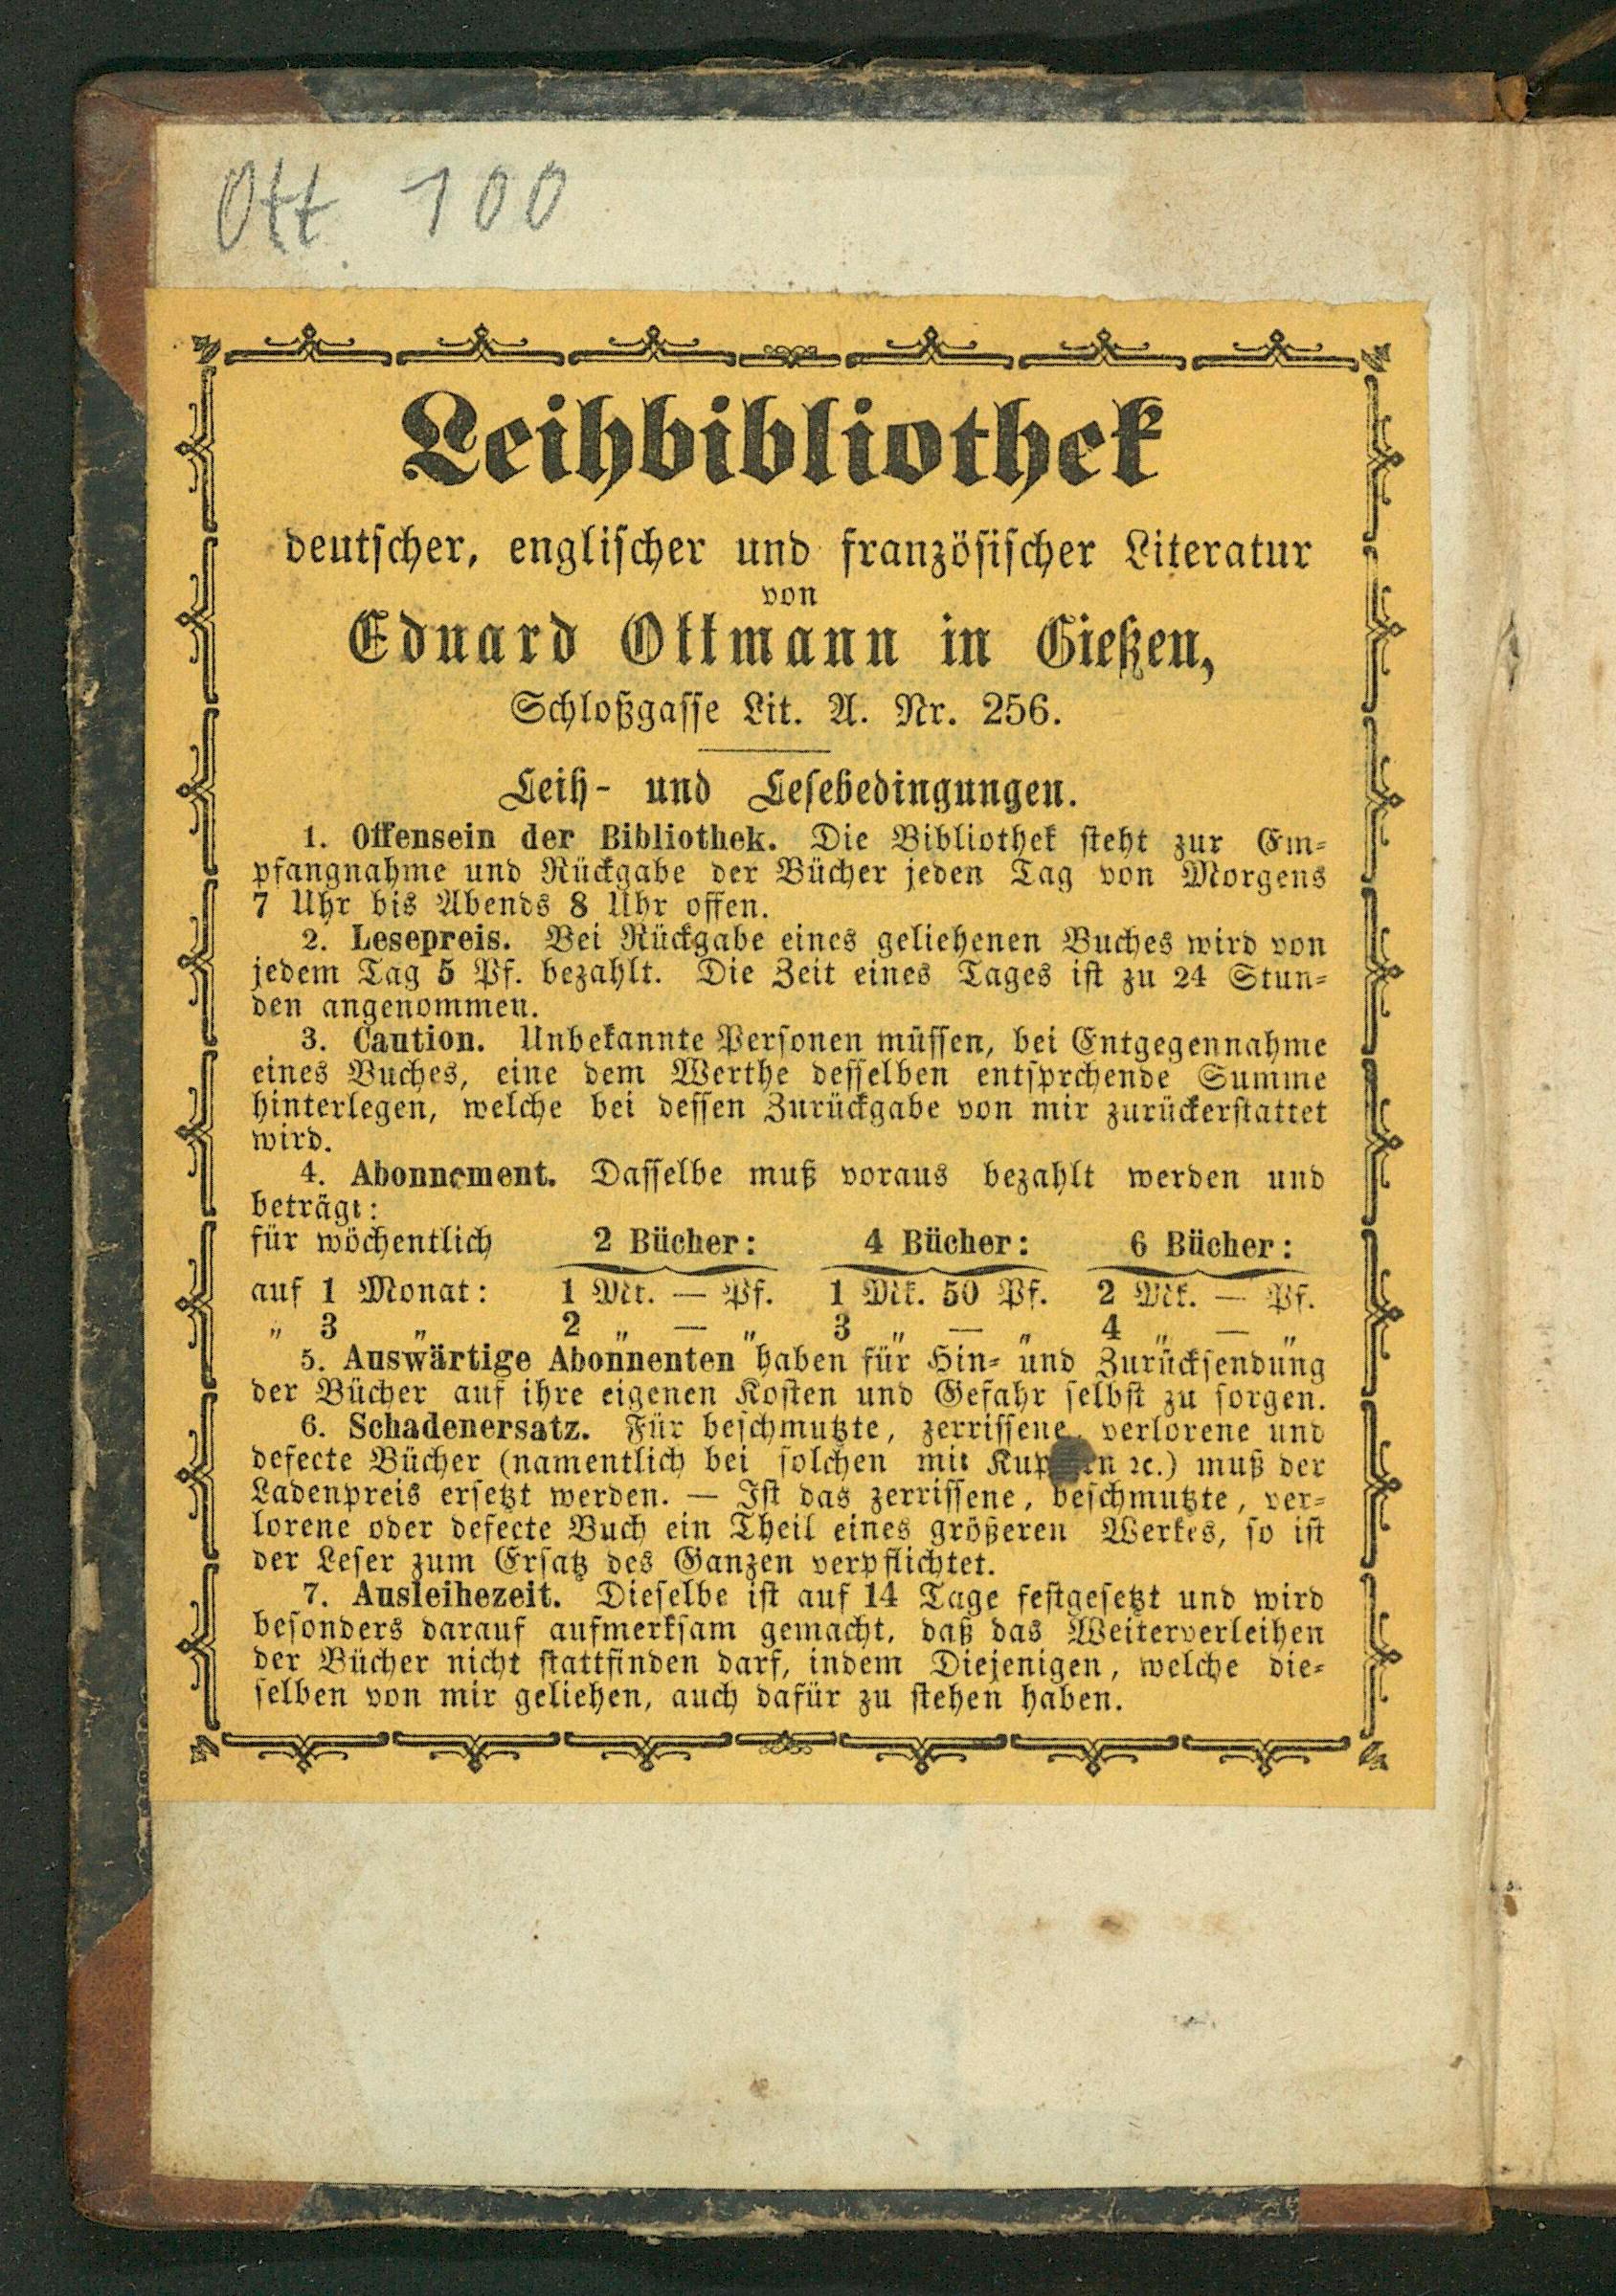 Ott 100
Leihbibliothek
deutscher, englischer und französischer Literatur
von
Eduard Ottmann in Gießen,
Schloßgasse Lit. A. Nr. 256.
Leih- und Lesebedingungen.
1. Offensein der Bibliothek. Die Bibliothek steht zur Em-
pfangnahme und Rückgabe der Bücher jeden Tag von Morgens
7 Uhr bis Abends 8 Uhr offen.
2. Lesepreis. Bei Rückgabe eines geliehenen Buches wird von
jedem Tag 5 Pf. bezahlt. Die Zeit eines Tages ist zu 24 Stun-
den angenommen.
3. Caution. Unbekannte Personen müssen, bei Entgegennahme
eines Buches, eine dem Werthe desselben entsprchende Summe
hinterlegen, welche bei dessen Zurückgabe von mir zurückerstattet
wird.
4. Abonnement. Dasselbe muß voraus bezahlt werden und
beträgt:
für wöchentlich 2 Bücher: 4 Bücher: 6 Bücher:
auf 1 Monat: 1 Mk. — Pf. 1 Mk. 50 Pf. 2 Mk. — Pf.
„ 3 „ 2 „ — „ 3 „ — „ 4 „ — „
5. Auswärtige Abonnenten haben für Hin- und Zurücksendung
der Bücher auf ihre eigenen Kosten und Gefahr selbst zu sorgen.
6. Schadenersatz. Für beschmutzte, zerrissene, verlorene und
defecte Bücher (namentlich bei solchen mit ꝛc.) muß der
Ladenpreis ersetzt werden. — Ist das zerrissene, beschmutzte, ver-
lorene oder defecte Buch ein Theil eines größeren Werkes, so ist
der Leser zum Ersatz des Ganzen verpflichtet.
7. Ausleihezeit. Dieselbe ist auf 14 Tage festgesetzt und wird
besonders darauf aufmerksam gemacht, daß das Weiterverleihen
der Bücher nicht stattfinden darf, indem Diejenigen, welche die-
selben von mir geliehen, auch dafür zu stehen haben.